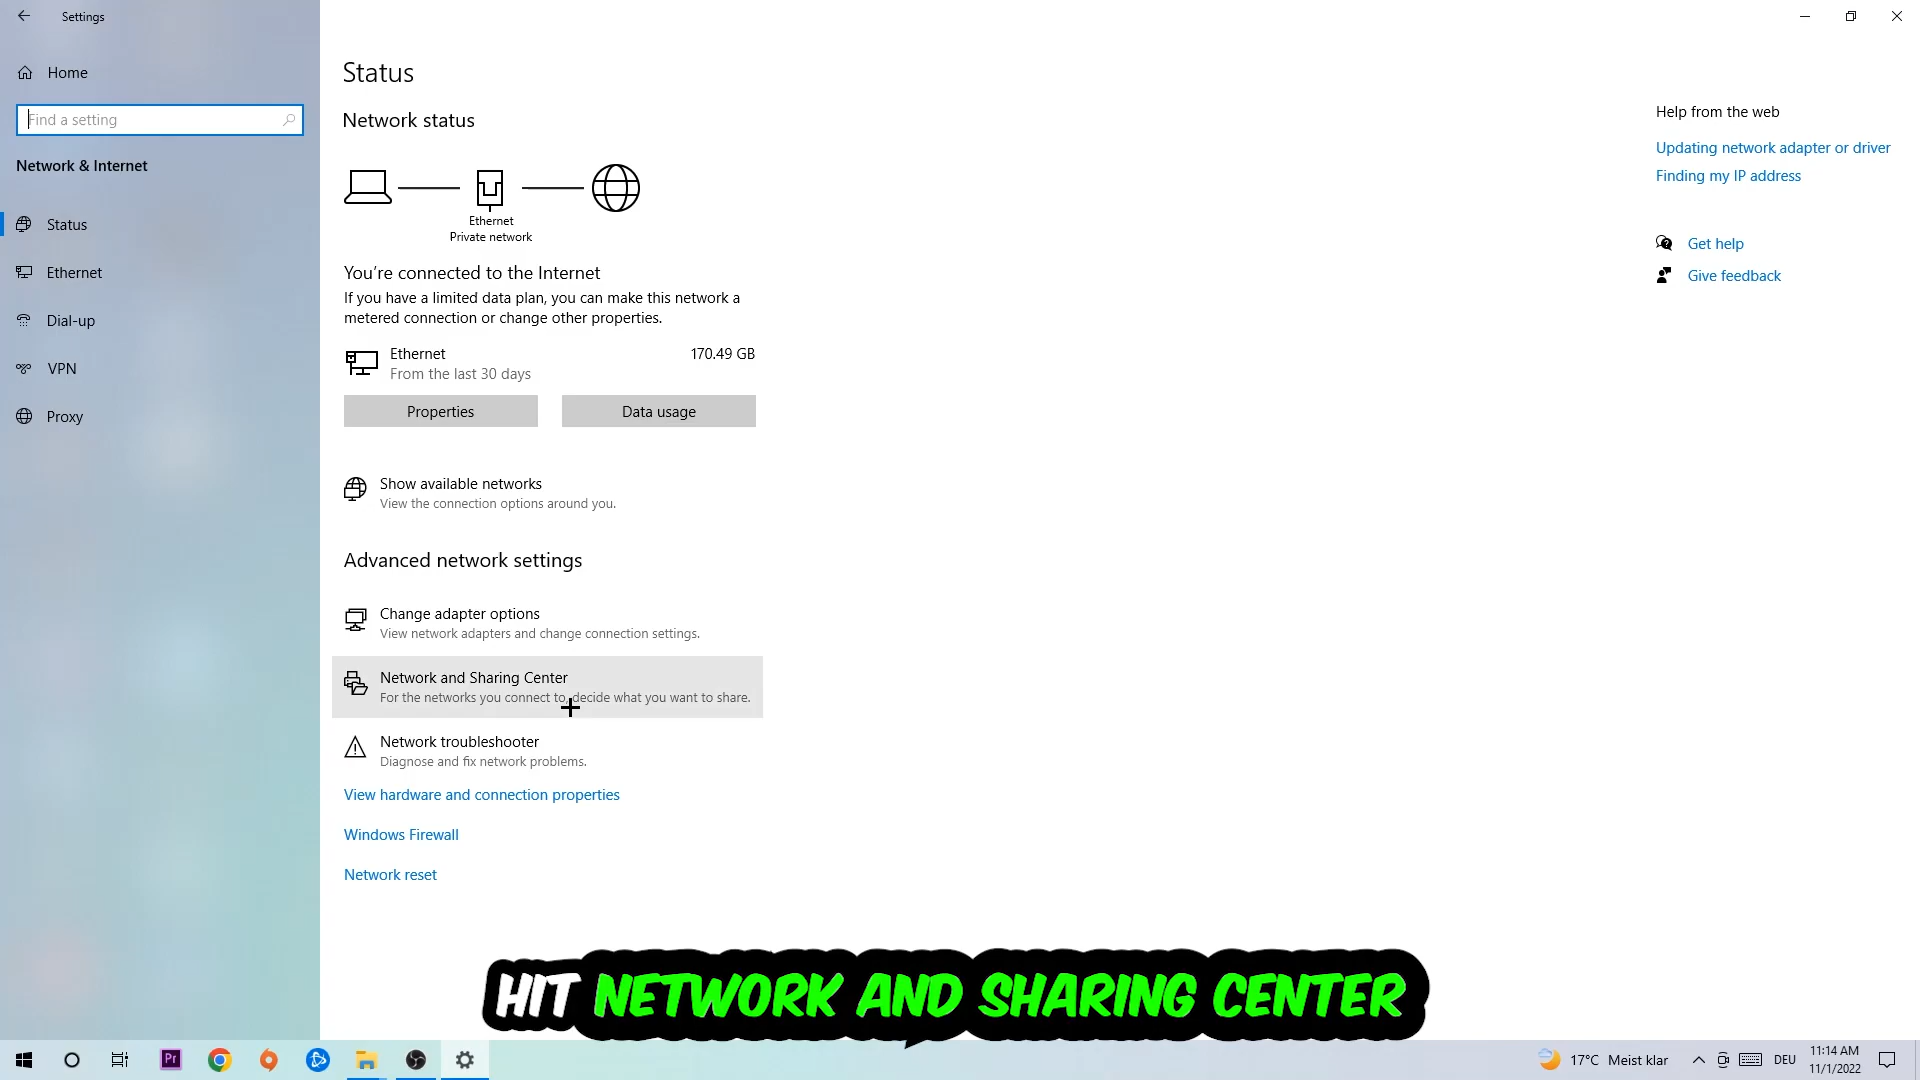 Settings
Home
Find a setting
Network & Internet
Status
Ethernet
Dial-up
VPN
Proxy
Status
Network status
Ethernet
Private network
You're connected to the Internet
If you have a limited data plan, you can make this network a
metered connection or change other properties.
Ethernet 170.49 GB
From the last 30 days
Properties Data usage
Show available networks
View the connection options around you.
Advanced network settings
Change adapter options
View network adapters and change connection settings.
Network and Sharing Center
For the networks you connect to, decide what you want to share.
Network troubleshooter
Diagnose and fix network problems.
View hardware and connection properties
Windows Firewall
Network reset
Help from the web
Updating network adapter or driver
Finding my IP address
Get help
Give feedback
HIT NETWORK AND SHARING CENTER
Pr
17°C Meist klar
DEU
11:14 AM
11/1/2022